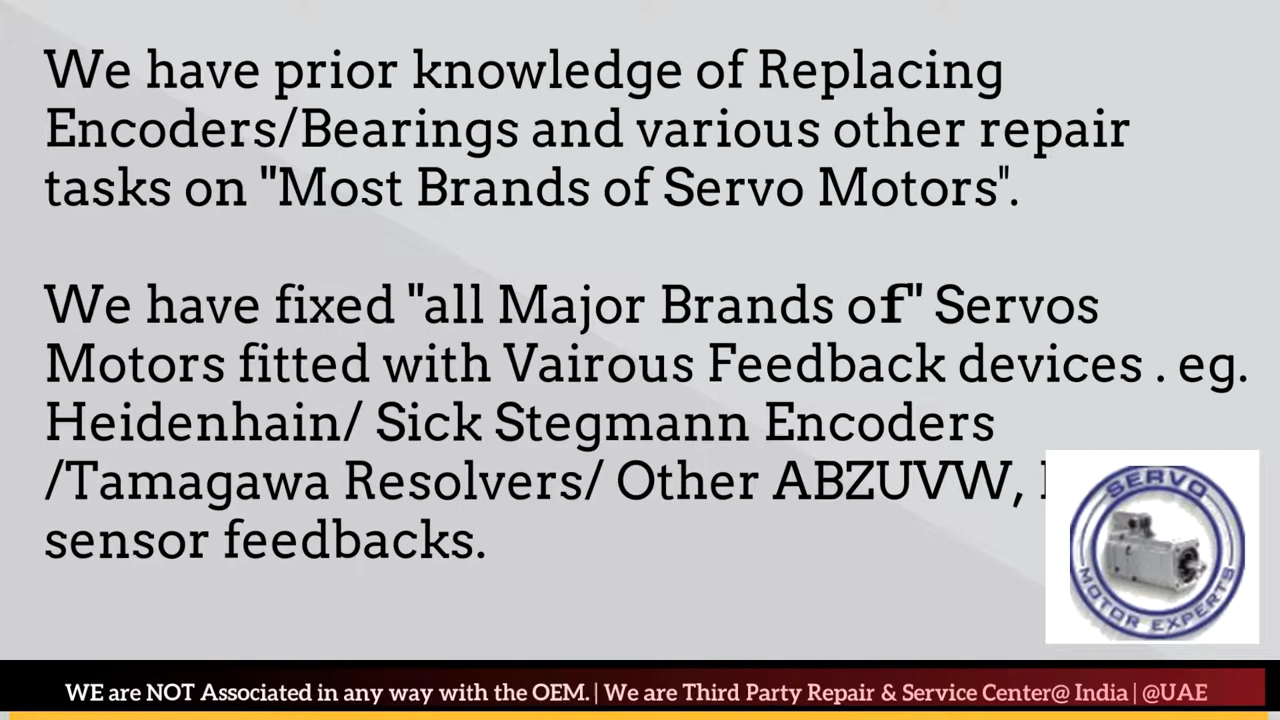 We have prior knowledge of Replacing
Encoders/Bearings and various other repair
tasks on "Most Brands of Servo Motors".
We have fixed "all Major Brands of" Servos
Motors fitted with Vairous Feedback devices . eg.
Heidenhain/ Sick Stegmann Encoders
/Tamagawa Resolvers/ Other ABZUVW,
sensor feedbacks.
SERVO
MOTOR EXPERTS
WE are NOT Associated in any way with the OEM. | We are Third Party Repair & Service Center@ India | @UAE